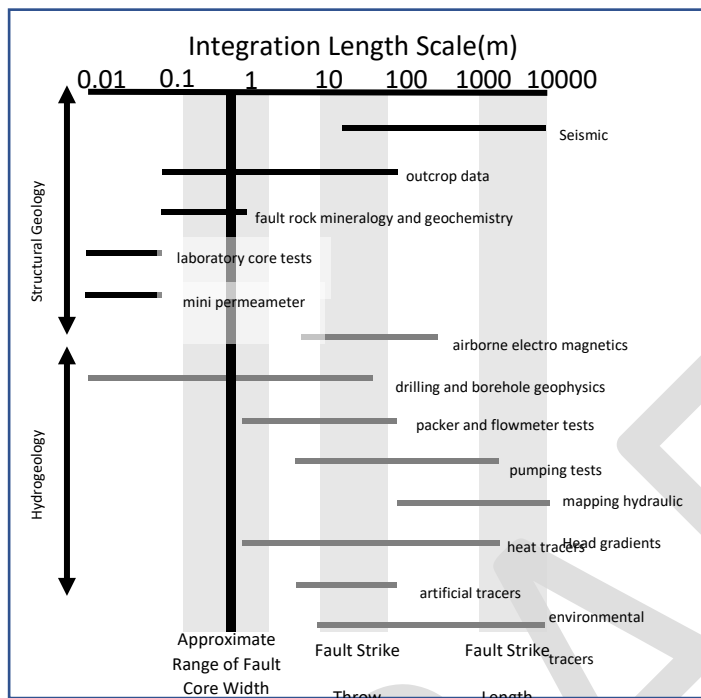 Integration Length Scale(m)
0.01 0.1 1 10 100 1000 10000
Structural Geology
Seismic
outcrop data
fault rock mineralogy and geochemistry
laboratory core tests
mini permeameter
airborne electro magnetics
Hydrogeology
drilling and borehole geophysics
packer and flowmeter tests
pumping tests
mapping hydraulic
Head gradients
heat tracers
artificial tracers
environmental
tracers
Approximate
Range of Fault
Core Width
Fault Strike
Throw
Fault Strike
Length